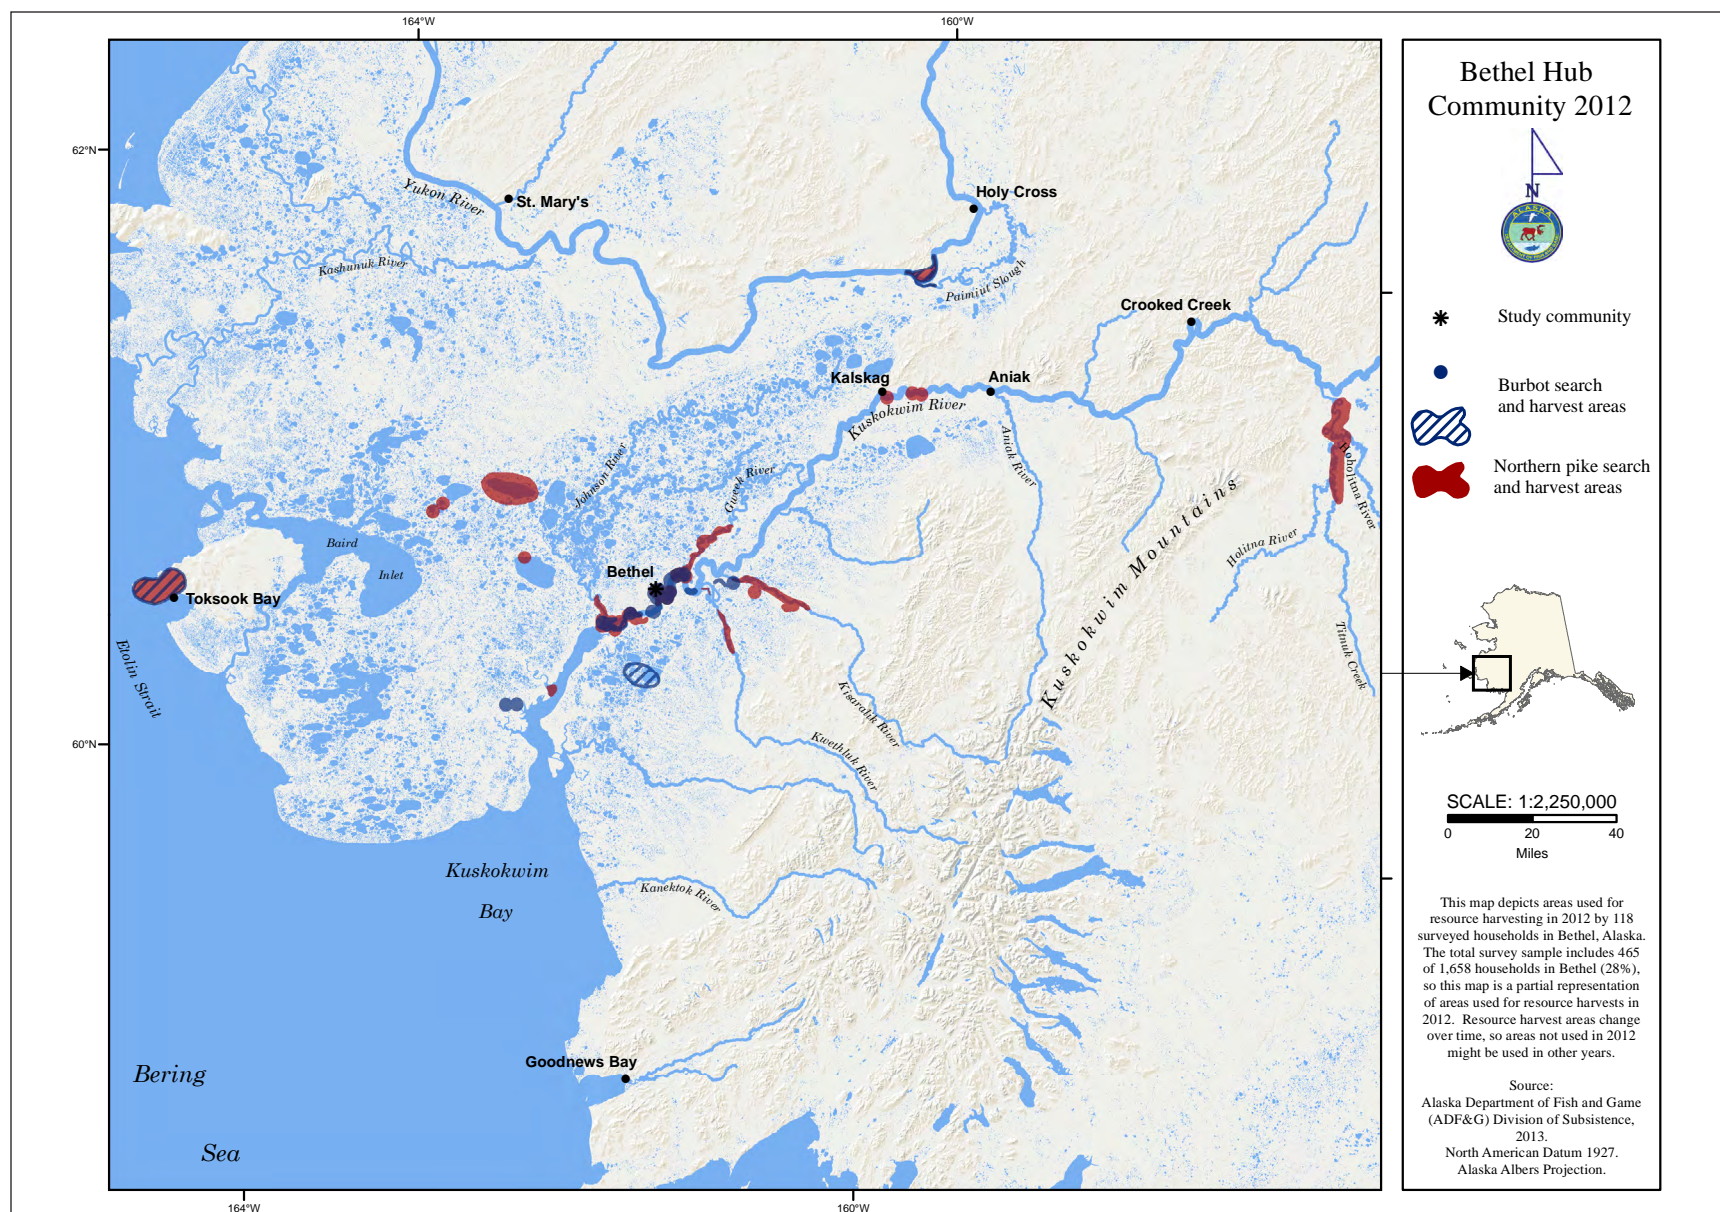 164°W
160°W
62°N
60°N
164°W
160°W
Yukon River
St. Mary's
Holy Cross
Kashunuk River
Paimiut Slough
Crooked Creek
Kalskag
Aniak
Kuskokwim River
Aniak River
Johnson River
Gweek River
Hoholitna River
Holitna River
Titnuk Creek
Kuskokwim Mountains
Baird
Inlet
Bethel
Toksook Bay
Etolin Strait
Kisaralik River
Kwethluk River
Kuskokwim
Bay
Kanektok River
Goodnews Bay
Bering
Sea
Bethel Hub
Community 2012
N
ALASKA
Study community
Burbot search
and harvest areas
Northern pike search
and harvest areas
SCALE: 1:2,250,000
0 20 40
Miles
This map depicts areas used for
resource harvesting in 2012 by 118
surveyed households in Bethel, Alaska.
The total survey sample includes 465
of 1,658 households in Bethel (28%),
so this map is a partial representation
of areas used for resource harvests in
2012. Resource harvest areas change
over time, so areas not used in 2012
might be used in other years.
Source:
Alaska Department of Fish and Game
(ADF&G) Division of Subsistence,
2013.
North American Datum 1927.
Alaska Albers Projection.